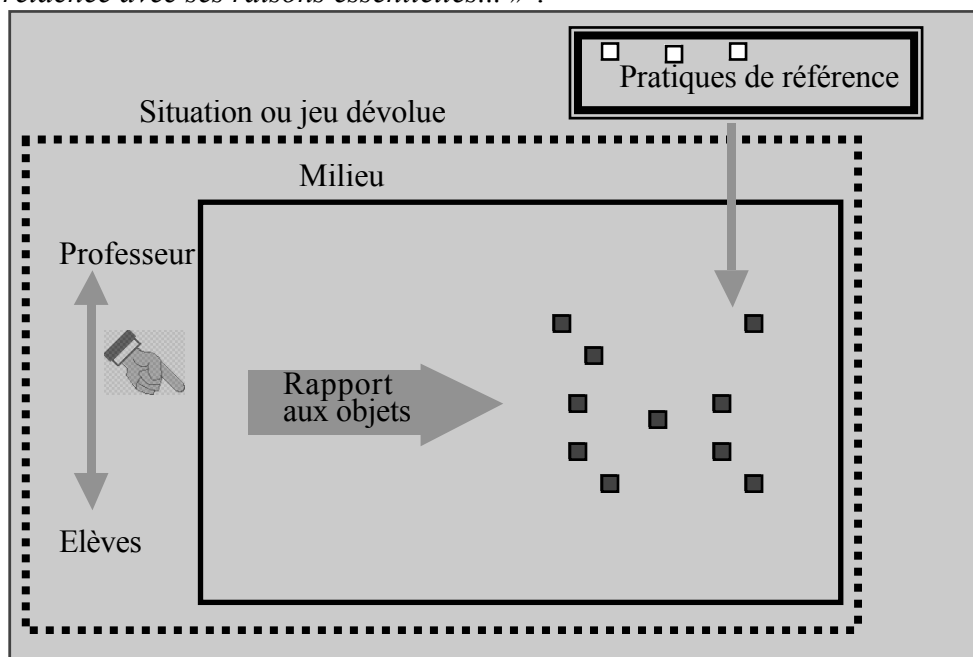 Pratiques de référence
Situation ou jeu dévolue
Milieu
Professeur
Rapport
aux objets
Elèves